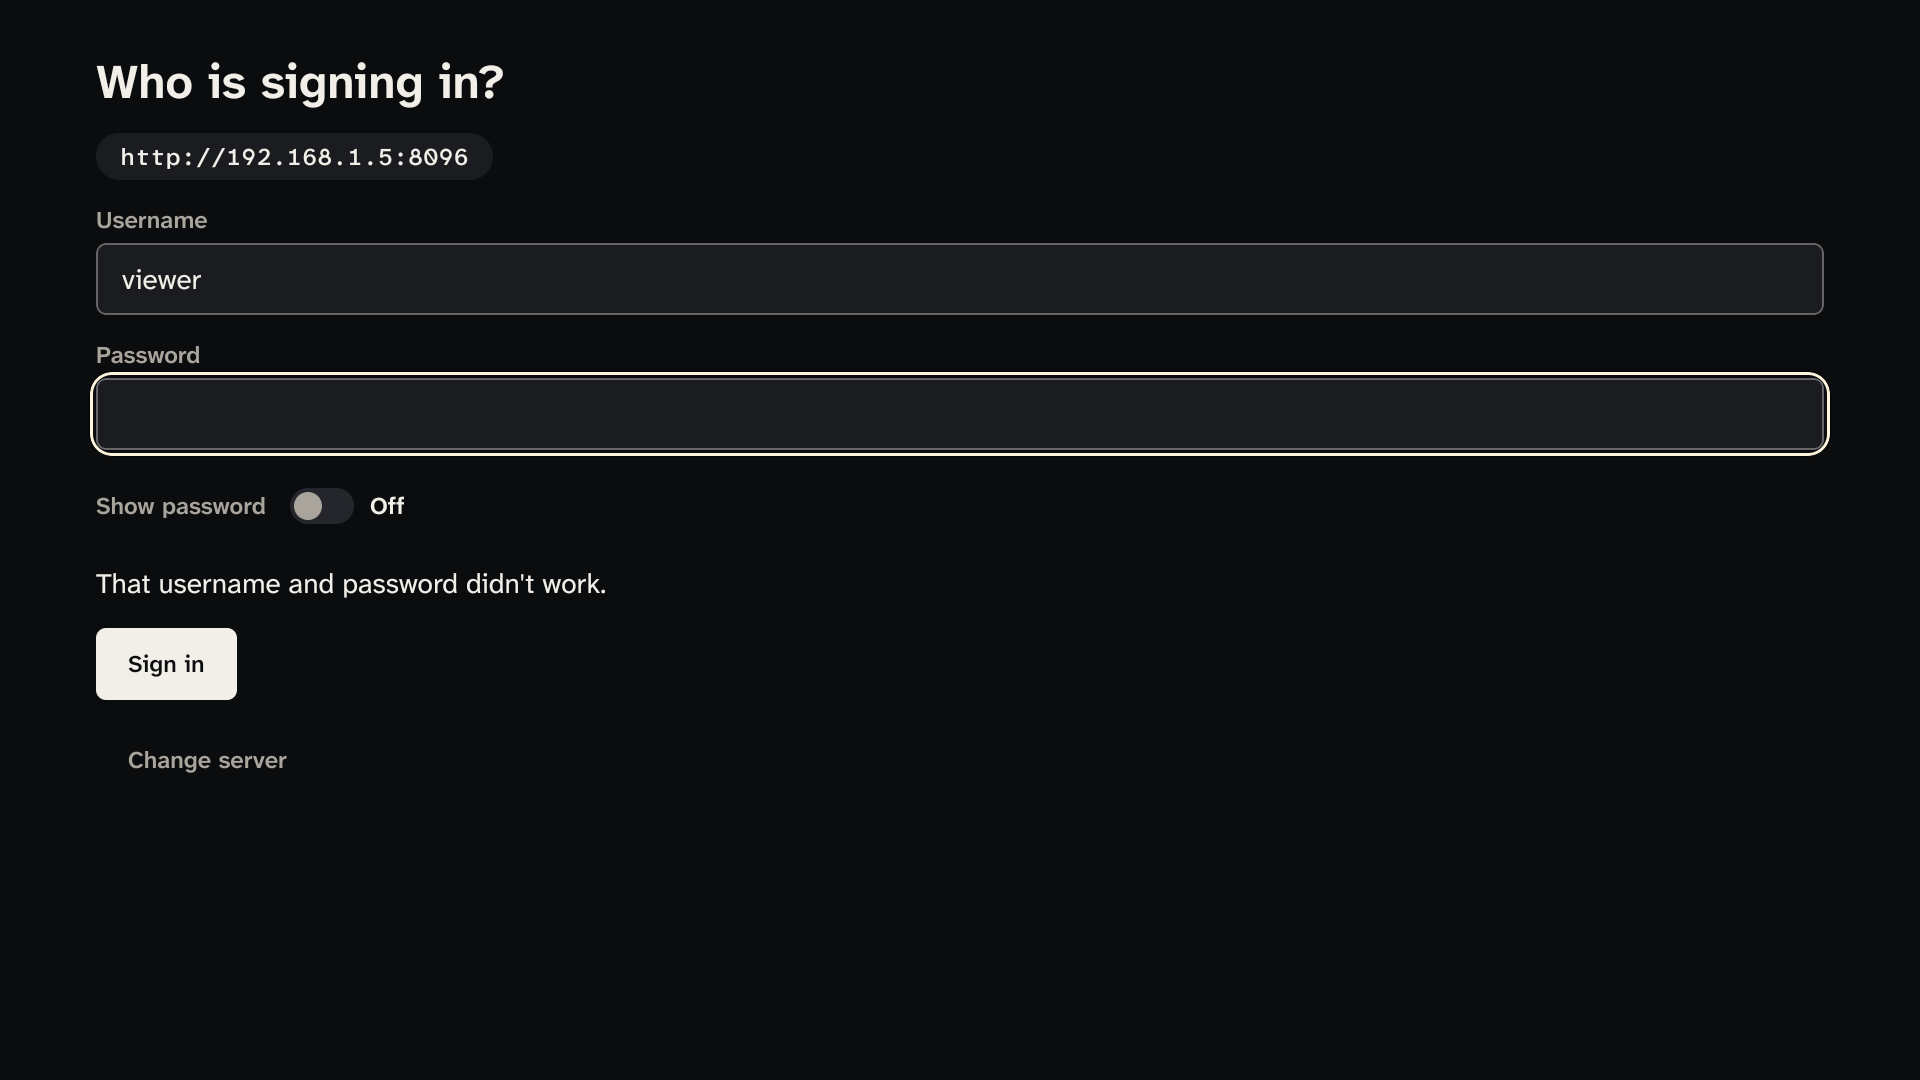 Who is signing in?
http://192.168.1.5:8096
Username
viewer
Password
Show password Off
That username and password didn't work.
Sign in
Change server